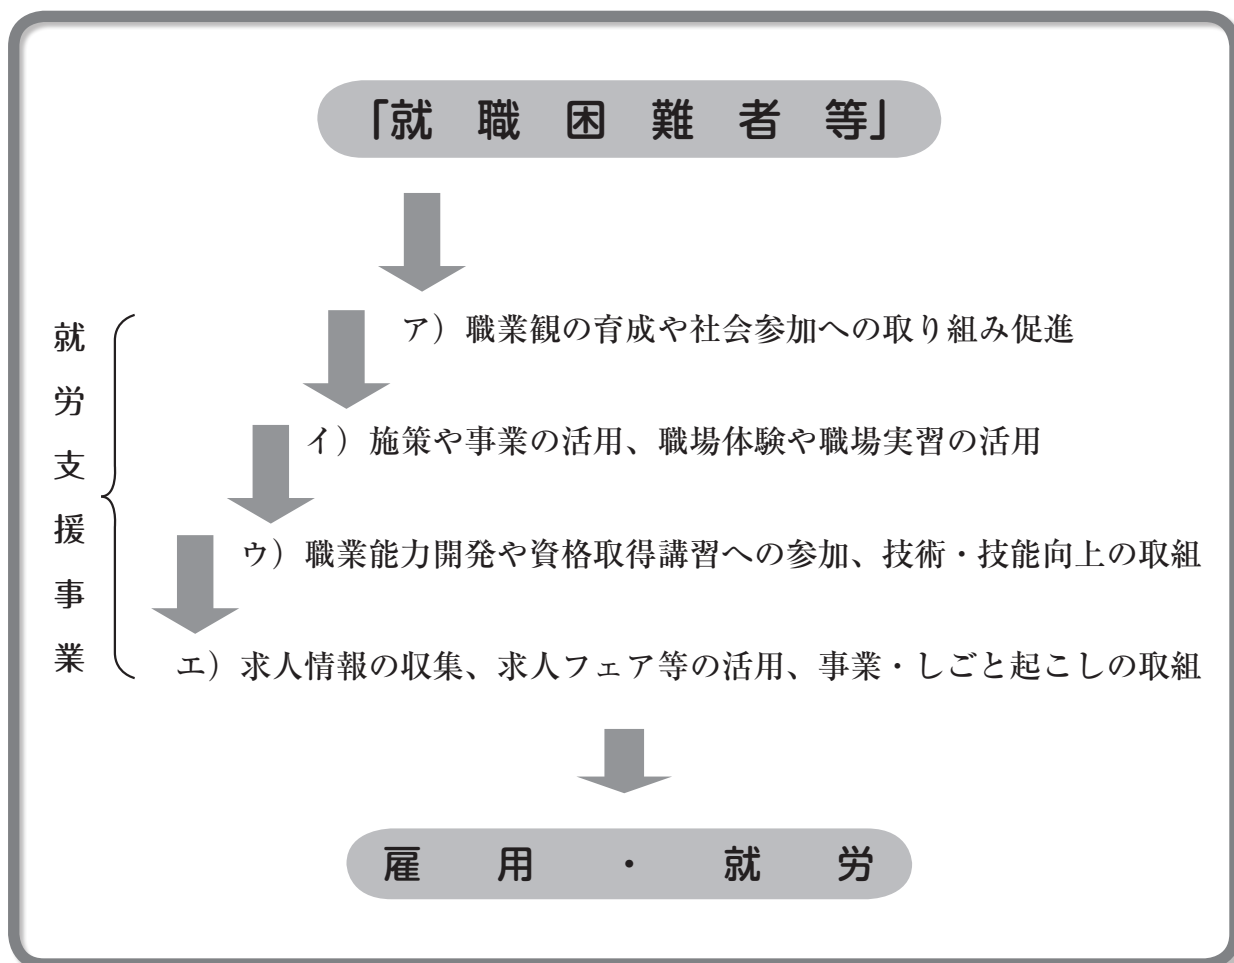 「就職困難者等」
就労支援事業
ア）職業観の育成や社会参加への取り組み促進
イ）施策や事業の活用、職場体験や職場実習の活用
ウ）職業能力開発や資格取得講習への参加、技術・技能向上の取組
エ）求人情報の収集、求人フェア等の活用、事業・しごと起こしの取組
雇用・就労